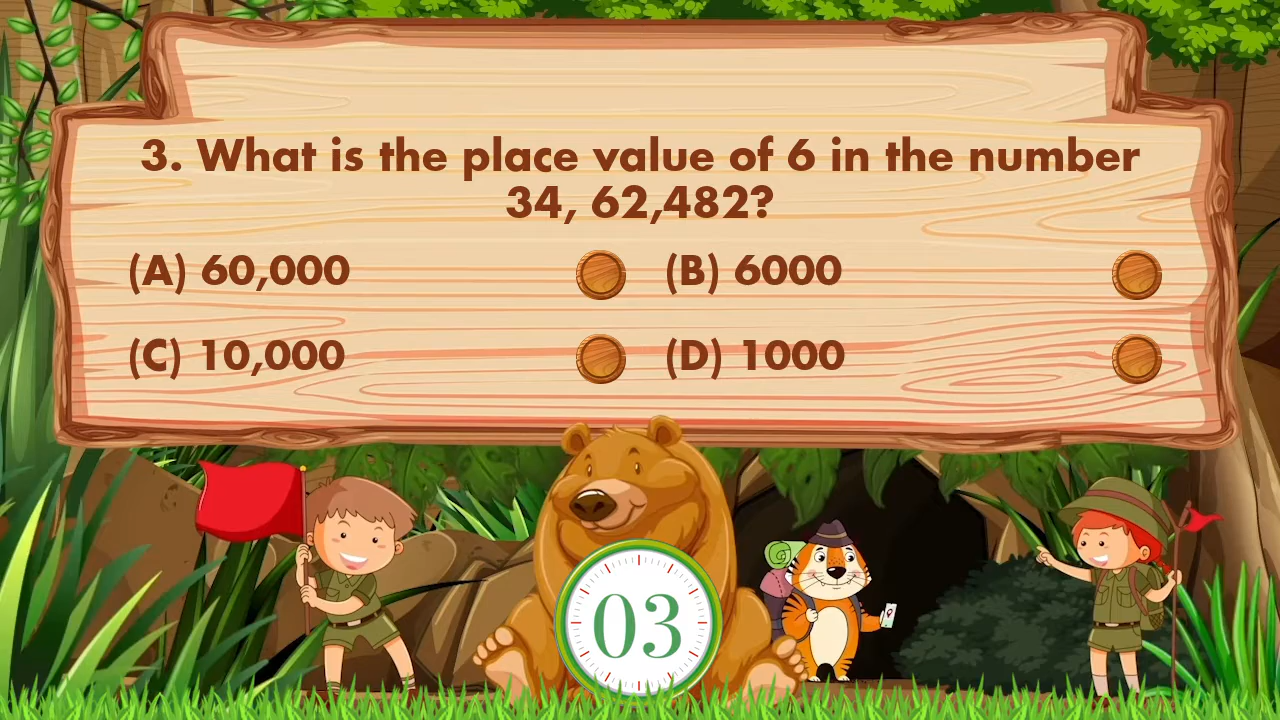 3. What is the place value of 6 in the number
34, 62,482?
(A) 60,000
(B) 6000
(C) 10,000
(D) 1000
03